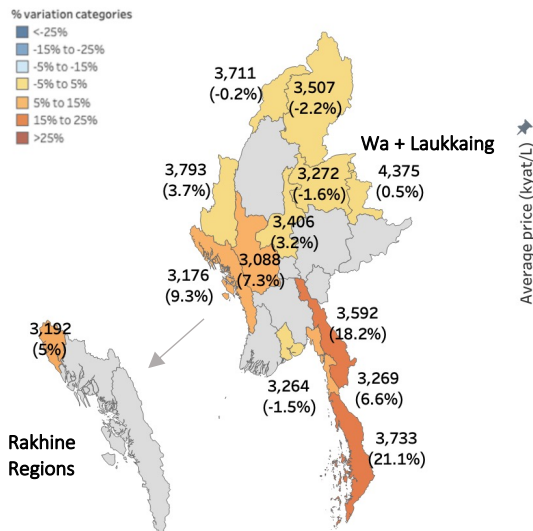 % variation categories
<-25%
-15% to -25%
-5% to -15%
-5% to 5%
5% to 15%
15% to 25%
>25%
3,711
(-0.2%)
3,507
(-2.2%)
Wa + Laukkaing
3,793
(3.7%)
3,272
(-1.6%)
4,375
(0.5%)
3,406
(3.2%)
3,088
(7.3%)
3,176
(9.3%)
3,592
(18.2%)
3,192
(5%)
3,264
(-1.5%)
3,269
(6.6%)
3,733
(21.1%)
Rakhine
Regions
Average price (kyat/L)